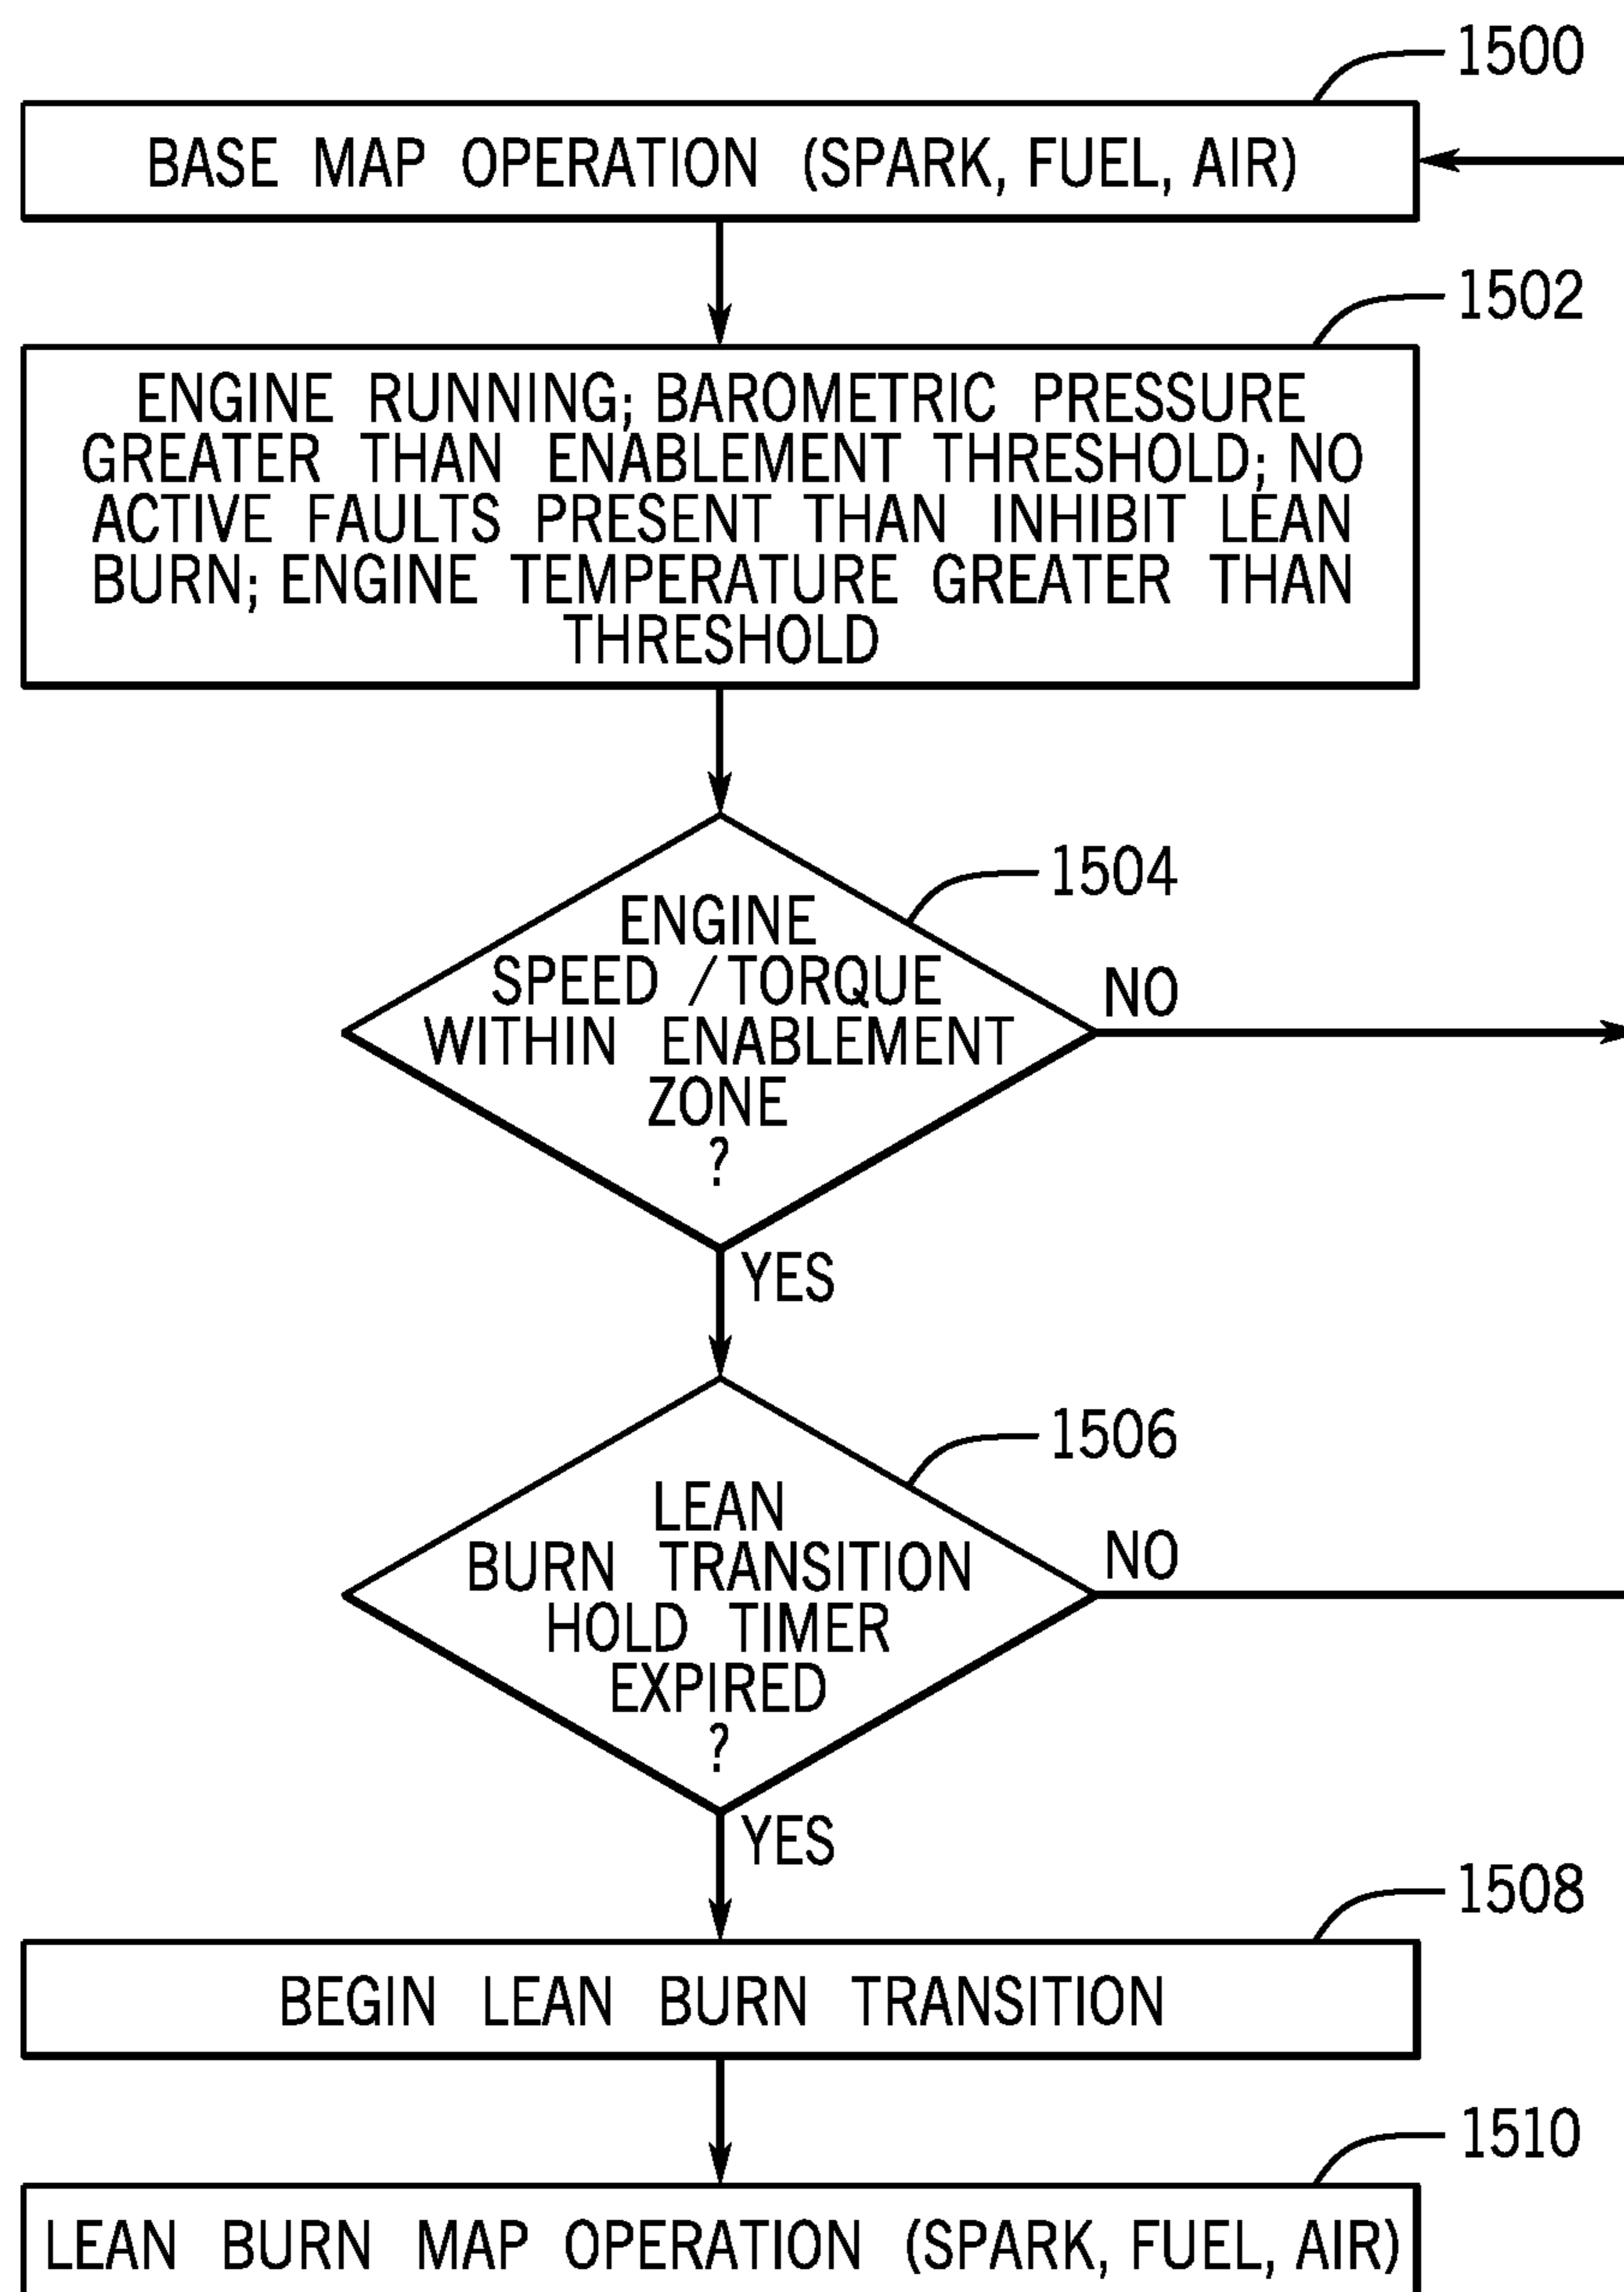 1500
BASE MAP OPERATION (SPARK, FUEL, AIR)
1502
ENGINE RUNNING; BAROMETRIC PRESSURE
GREATER THAN ENABLEMENT THRESHOLD; NO
ACTIVE FAULTS PRESENT THAN INHIBIT LEAN
BURN; ENGINE TEMPERATURE GREATER THAN
THRESHOLD
1504
ENGINE
SPEED /TORQUE
WITHIN ENABLEMENT
ZONE
?
NO
YES
1506
LEAN
BURN TRANSITION
HOLD TIMER
EXPIRED
?
NO
YES
1508
BEGIN LEAN BURN TRANSITION
1510
LEAN BURN MAP OPERATION (SPARK, FUEL, AIR)